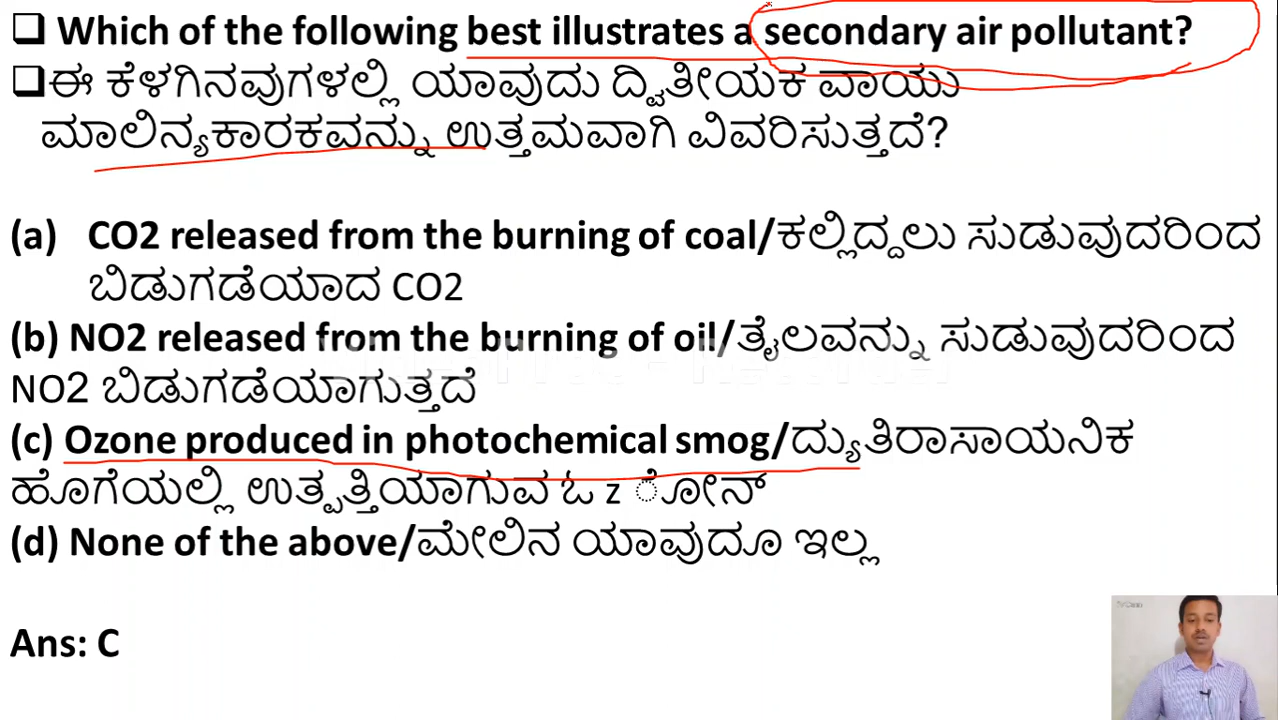 ❑ Which of the following best illustrates a secondary air pollutant?
❑ಈ ಕೆಳಗಿನವುಗಳಲ್ಲಿ ಯಾವುದು ದ್ವಿತೀಯಕ ವಾಯು
ಮಾಲಿನ್ಯಕಾರಕವನ್ನು ಉತ್ತಮವಾಗಿ ವಿವರಿಸುತ್ತದೆ?
(a) CO2 released from the burning of coal/ಕಲ್ಲಿದ್ದಲು ಸುಡುವುದರಿಂದ
ಬಿಡುಗಡೆಯಾದ CO2
(b) NO2 released from the burning of oil/ತೈಲವನ್ನು ಸುಡುವುದರಿಂದ
NO2 ಬಿಡುಗಡೆಯಾಗುತ್ತದೆ
(c) Ozone produced in photochemical smog/ದ್ಯುತಿರಾಸಾಯನಿಕ
ಹೊಗೆಯಲ್ಲಿ ಉತ್ಪತ್ತಿಯಾಗುವ ಓ z ೋನ್
(d) None of the above/ಮೇಲಿನ ಯಾವುದೂ ಇಲ್ಲ
Ans: C